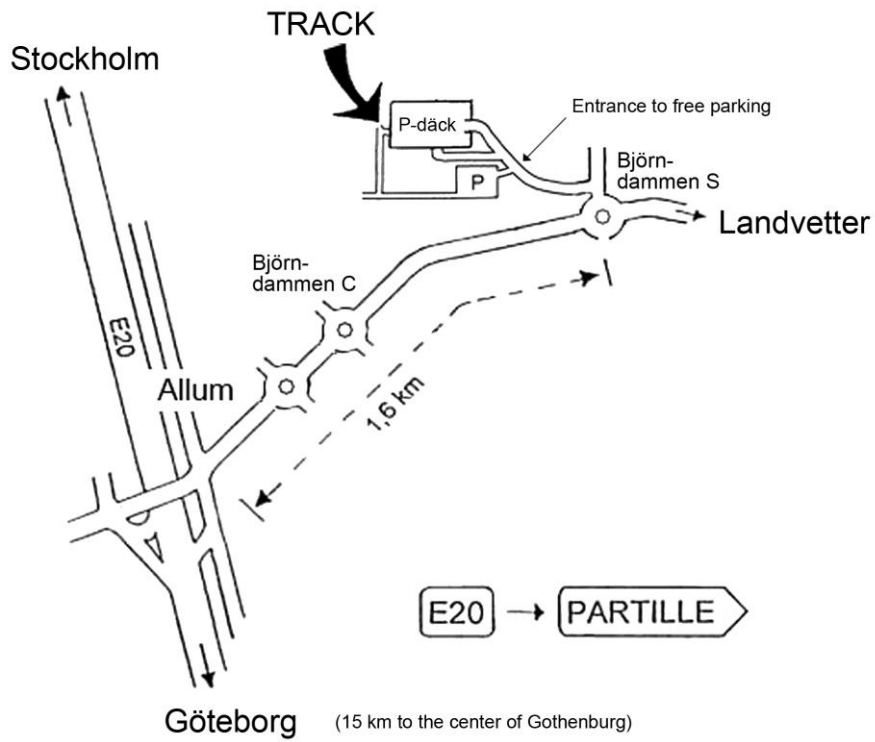 TRACK
Stockholm
Entrance to free parking
P-däck
Björn-
dammen S
P
Landvetter
Björn-
dammen C
E20
Allum
1,6 km
E20
PARTILLE
Göteborg
(15 km to the center of Gothenburg)